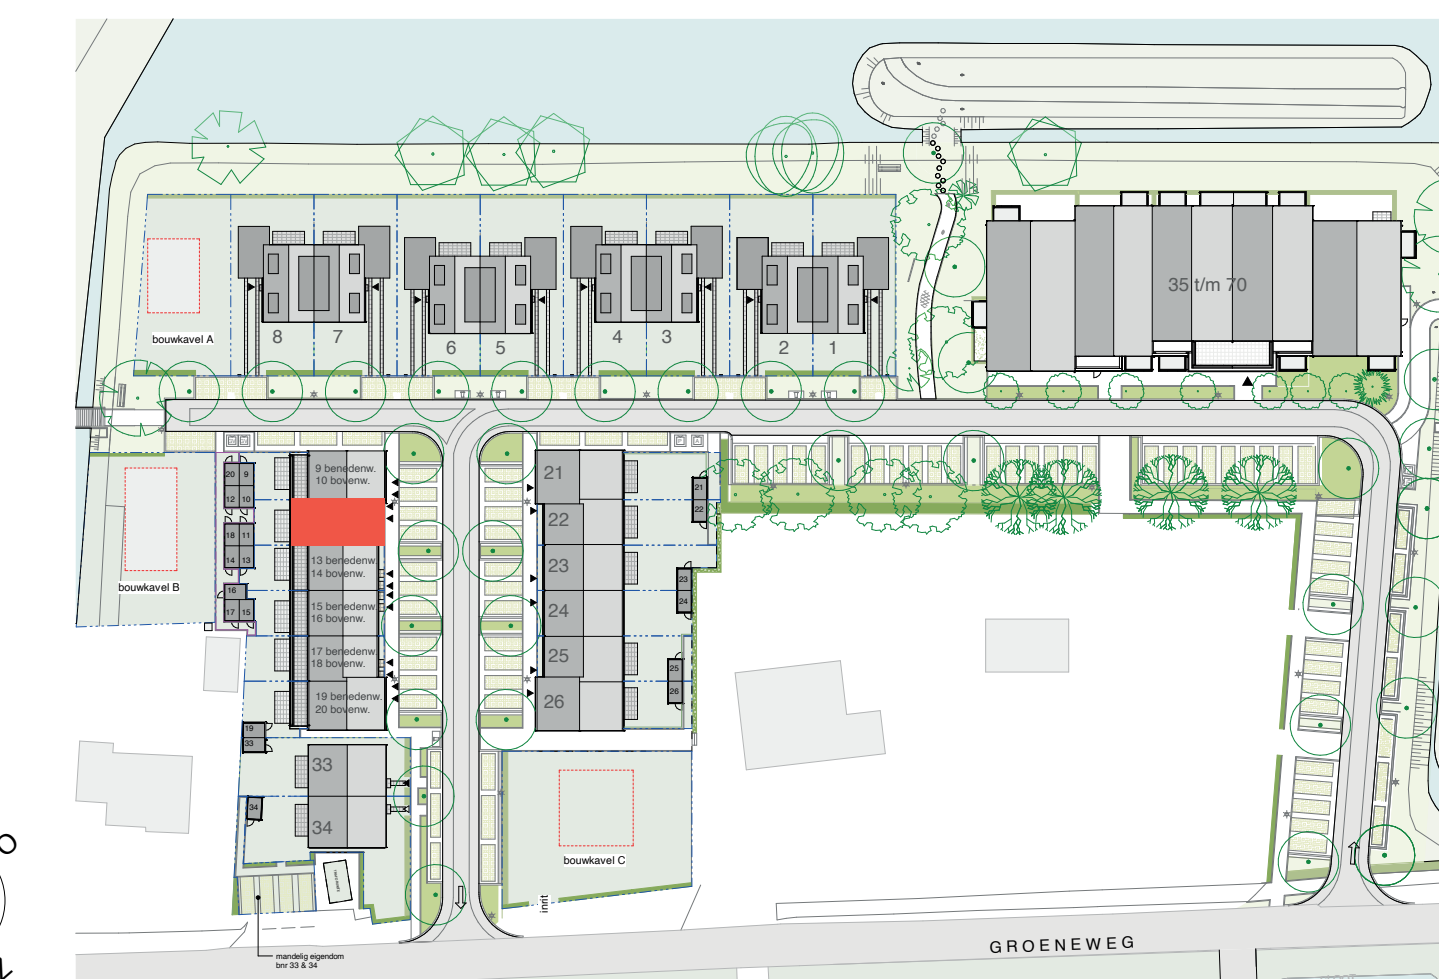 35 t/m 70
bouwkavel A
8
7
6
5
4
3
2
1
20
9
12
10
18
11
14
13
16
17
15
9 benedenw.
10 bovenw.
13 benedenw.
14 bovenw.
15 benedenw.
16 bovenw.
17 benedenw.
18 bovenw.
19 benedenw.
20 bovenw.
21
22
23
24
25
26
21
22
23
24
25
26
bouwkavel B
19
33
34
33
34
bouwkavel C
inrit
mandelig eigendom
bnr 33 & 34
GROENEWEG